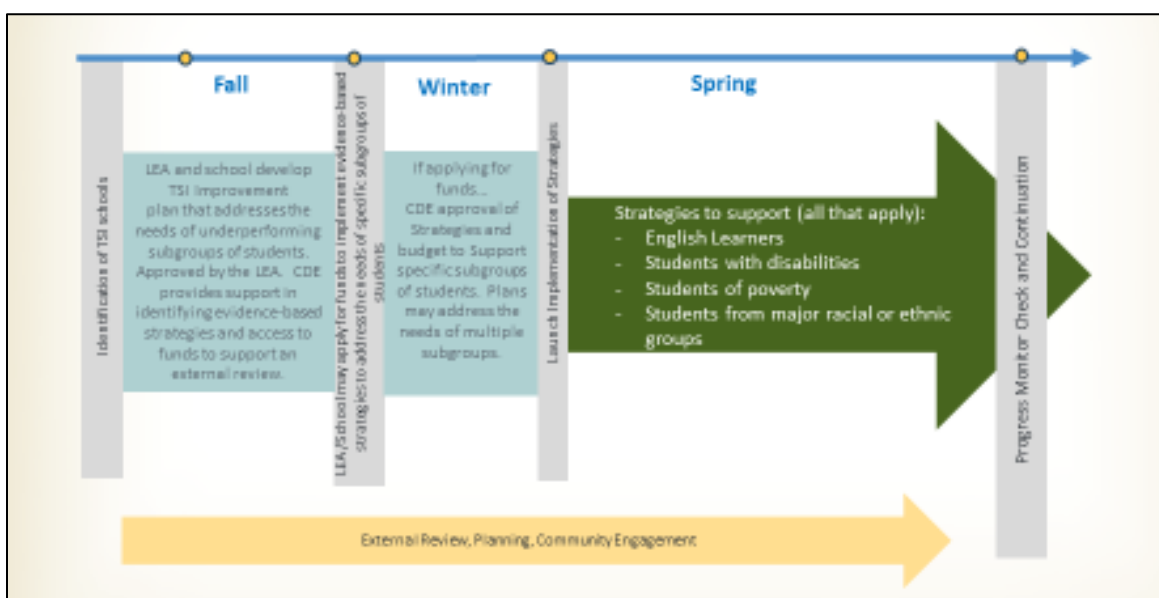 Fall
Winter
Spring
Identification of TSI schools
LEA and school develop
TSI Improvement
plan that addresses the
needs of underperforming
subgroups of students.
Approved by the LEA. CDE
provides support in
identifying evidence-based
strategies and access to
funds to support an
external review.
LEA/School may apply for funds to implement evidence-based
strategies to address the needs of specific subgroups of
students
If applying for
funds...
CDE approval of
Strategies and
budget to Support
specific subgroups
of students. Plans
may address the
needs of multiple
subgroups.
Launch Implementation of Strategies
Strategies to support (all that apply):
- English Learners
- Students with disabilities
- Students of poverty
- Students from major racial or ethnic
groups
Progress Monitor Check and Continuation
External Review, Planning, Community Engagement